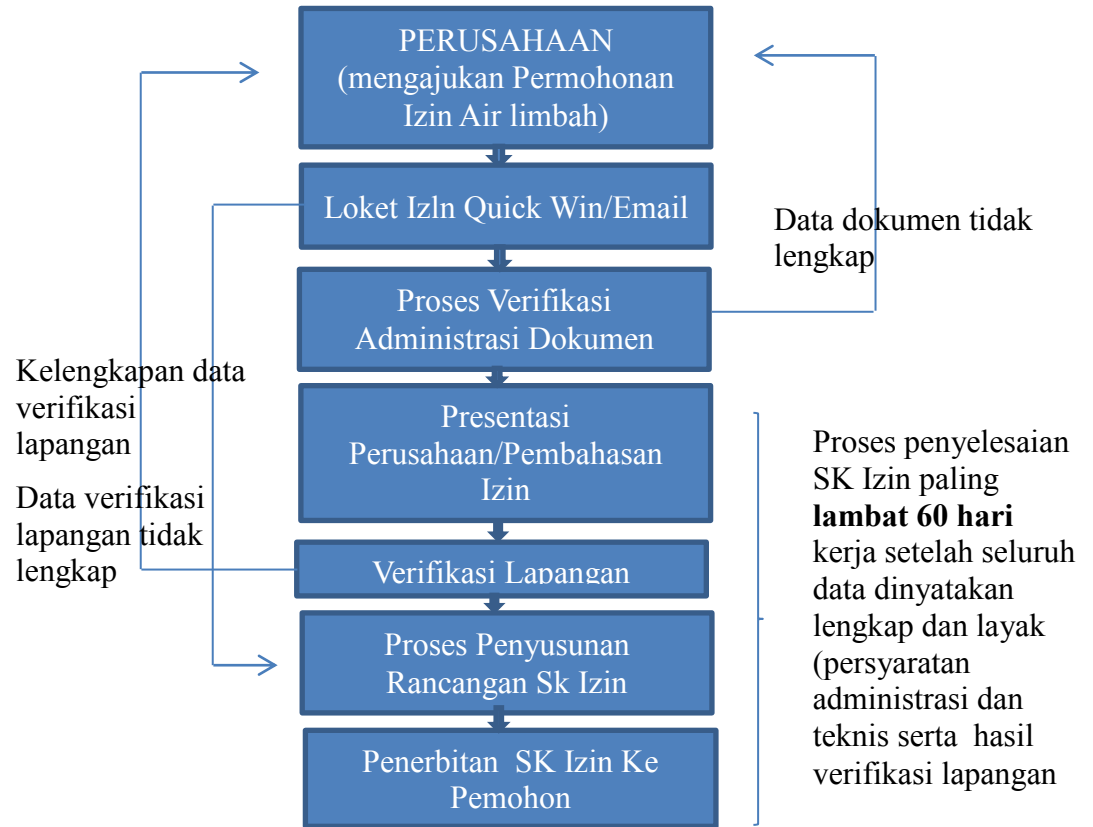 PERUSAHAAN
(mengajukan Permohonan
Izin Air limbah)
Loket Izln Quick Win/Email
Data dokumen tidak
lengkap
Proses Verifikasi
Administrasi Dokumen
Kelengkapan data
verifikasi
lapangan
Presentasi
Perusahaan/Pembahasan
Izin
Data verifikasi
lapangan tidak
lengkap
Verifikasi Lapangan
Proses Penyusunan
Rancangan Sk Izin
Penerbitan SK Izin Ke
Pemohon
Proses penyelesaian
SK Izin paling
lambat 60 hari
kerja setelah seluruh
data dinyatakan
lengkap dan layak
(persyaratan
administrasi dan
teknis serta hasil
verifikasi lapangan